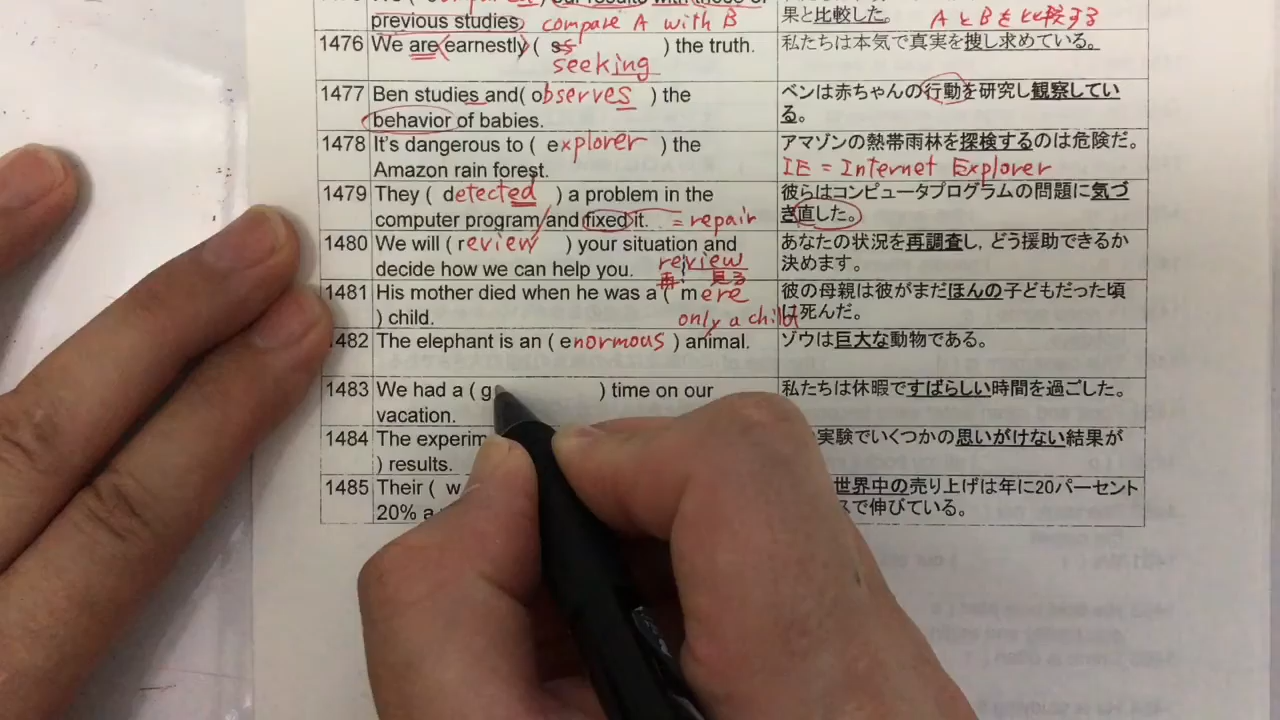 previous studies. compare A with B
果と比較した。 AとBを比較する
1476 We are earnestly ( s ) the truth. 私たちは本気で真実を捜し求めている。
seeking
1477 Ben studies and ( observes ) the ベンは赤ちゃんの行動を研究し観察してい
behavior of babies. る。
1478 It's dangerous to ( explorer ) the アマゾンの熱帯雨林を探検するのは危険だ。
Amazon rain forest. IE = Internet Explorer
1479 They ( detected ) a problem in the 彼らはコンピュータプログラムの問題に気づ
computer program and fixed it. = repair き直した。
1480 We will ( review ) your situation and あなたの状況を再調査し，どう援助できるか
decide how we can help you. review 決めます。
再 見る
1481 His mother died when he was a ( mere 彼の母親は彼がまだほんの子どもだった頃
) child. only a child に死んだ。
1482 The elephant is an ( enormous ) animal. ゾウは巨大な動物である。
1483 We had a ( g ) time on our 私たちは休暇ですばらしい時間を過ごした。
vacation.
1484 The experim 実験でいくつかの思いがけない結果が
) results.
1485 Their ( w 世界中の売り上げは年に20パーセント
20% a スで伸びている。